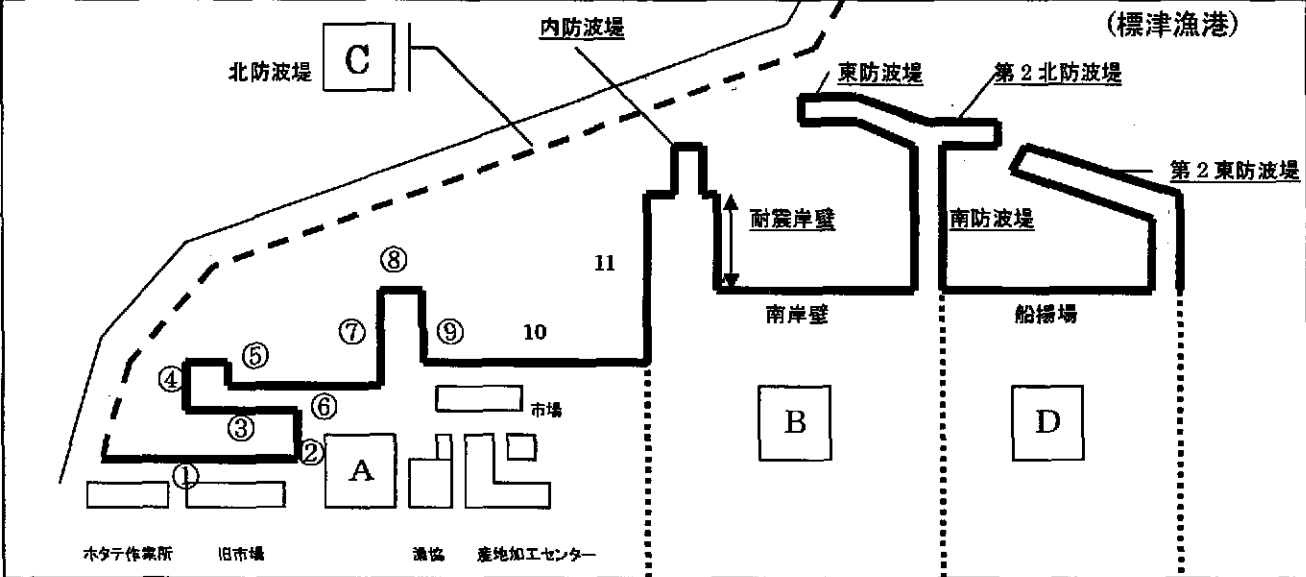 (標津漁港)
内防波堤
北防波堤
C
東防波堤
第2北防波堤
第2東防波堤
耐震岸壁
南防波堤
⑧
11
南岸壁
船揚場
⑦
⑨
10
⑤
④
⑥
市場
③
②
A
B
D
①
ホタテ作業所
旧市場
漁協
産地加工センター